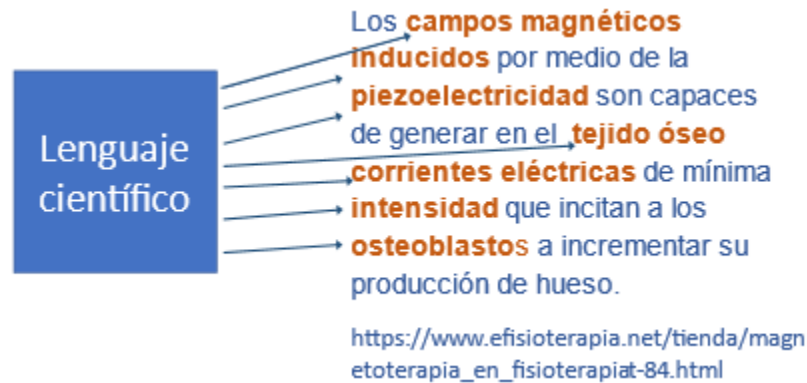 Lenguaje
científico
Los campos magnéticos
inducidos por medio de la
piezoelectricidad son capaces
de generar en el tejido óseo
corrientes eléctricas de mínima
intensidad que incitan a los
osteoblastos a incrementar su
producción de hueso.
https://www.efisioterapia.net/tienda/magn
etoterapia_en_fisioterapiat-84.html